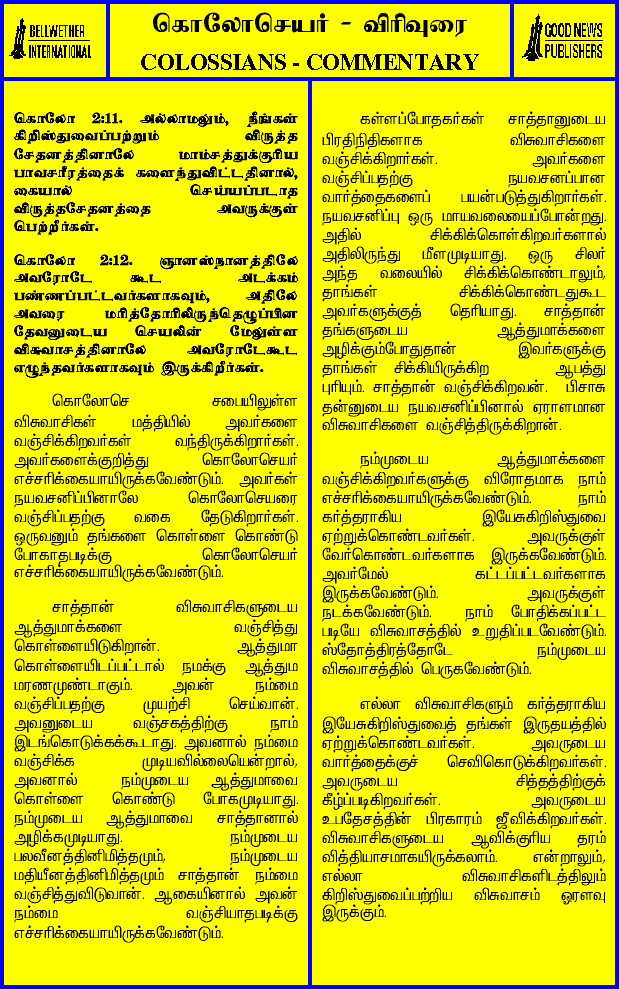 BELLWETHER
INTERNATIONAL
கொலோசெயர் - விரிவுரை
COLOSSIANS - COMMENTARY
GOOD NEWS
PUBLISHERS
கொலோ 2:11. அல்லாமலும், நீங்கள்
கிறிஸ்துவைப்பற்றும் விருத்த
சேதனத்தினாலே மாம்சத்துக்குரிய
பாவசரீரத்தைக் களைந்துவிட்டதினால்,
கையால் செய்யப்படாத
விருத்தசேதனத்தை அவருக்குள்
பெற்றீர்கள்.
கொலோ 2:12. ஞானஸ்நானத்திலே
அவரோடே கூட அடக்கம்
பண்ணப்பட்டவர்களாகவும், அதிலே
அவரை மரித்தோரிலிருந்தெழுப்பின
தேவனுடைய செயலின் மேலுள்ள
விசுவாசத்தினாலே அவரோடேகூட
எழுந்தவர்களாகவும் இருக்கிறீர்கள்.
கொலோசெ சபையிலுள்ள
விசுவாசிகள் மத்தியில் அவர்களை
வஞ்சிக்கிறவர்கள் வந்திருக்கிறார்கள்.
அவர்களைக்குறித்து கொலோசெயர்
எச்சரிக்கையாயிருக்கவேண்டும். அவர்கள்
நயவசனிப்பினாலே கொலோசெயரை
வஞ்சிப்பதற்கு வகை தேடுகிறார்கள்.
ஒருவனும் தங்களை கொள்ளை கொண்டு
போகாதபடிக்கு கொலோசெயர்
எச்சரிக்கையாயிருக்கவேண்டும்.
சாத்தான் விசுவாசிகளுடைய
ஆத்துமாக்களை வஞ்சித்து
கொள்ளையிடுகிறான். ஆத்துமா
கொள்ளையிடப்பட்டால் நமக்கு ஆத்தும
மரணமுண்டாகும். அவன் நம்மை
வஞ்சிப்பதற்கு முயற்சி செய்வான்.
அவனுடைய வஞ்சகத்திற்கு நாம்
இடங்கொடுக்கக்கூடாது. அவனால் நம்மை
வஞ்சிக்க முடியவில்லையென்றால்,
அவனால் நம்முடைய ஆத்துமாவை
கொள்ளை கொண்டு போகமுடியாது.
நம்முடைய ஆத்துமாவை சாத்தானால்
அழிக்கமுடியாது. நம்முடைய
பலவீனத்தினிமித்தமும், நம்முடைய
மதியீனத்தினிமித்தமும் சாத்தான் நம்மை
வஞ்சித்துவிடுவான். ஆகையினால் அவன்
நம்மை வஞ்சியாதபடிக்கு
எச்சரிக்கையாயிருக்கவேண்டும்.
கள்ளப்போதகர்கள் சாத்தானுடைய
பிரதிநிதிகளாக விசுவாசிகளை
வஞ்சிக்கிறார்கள். அவர்களை
வஞ்சிப்பதற்கு நயவசனப்பான
வார்த்தைகளைப் பயன்படுத்துகிறார்கள்.
நயவசனிப்பு ஒரு மாயவலையைப்போன்றது.
அதில் சிக்கிக்கொள்கிறவர்களால்
அதிலிருந்து மீளமுடியாது. ஒரு சிலர்
அந்த வலையில் சிக்கிக்கொண்டாலும்,
தாங்கள் சிக்கிக்கொண்டதுகூட
அவர்களுக்குத் தெரியாது. சாத்தான்
தங்களுடைய ஆத்துமாக்களை
அழிக்கும்போதுதான் இவர்களுக்கு
தாங்கள் சிக்கியிருக்கிற ஆபத்து
புரியும். சாத்தான் வஞ்சிக்கிறவன். பிசாசு
தன்னுடைய நயவசனிப்பினால் ஏராளமான
விசுவாசிகளை வஞ்சித்திருக்கிறான்.
நம்முடைய ஆத்துமாக்களை
வஞ்சிக்கிறவர்களுக்கு விரோதமாக நாம்
எச்சரிக்கையாயிருக்கவேண்டும். நாம்
கர்த்தராகிய இயேசுகிறிஸ்துவை
ஏற்றுக்கொண்டவர்கள். அவருக்குள்
வேர்கொண்டவர்களாக இருக்கவேண்டும்.
அவர்மேல் கட்டப்பட்டவர்களாக
இருக்கவேண்டும். அவருக்குள்
நடக்கவேண்டும். நாம் போதிக்கப்பட்ட
படியே விசுவாசத்தில் உறுதிப்படவேண்டும்.
ஸ்தோத்திரத்தோடே நம்முடைய
விசுவாசத்தில் பெருகவேண்டும்.
எல்லா விசுவாசிகளும் கர்த்தராகிய
இயேசுகிறிஸ்துவைத் தங்கள் இருதயத்தில்
ஏற்றுக்கொண்டவர்கள். அவருடைய
வார்த்தைக்குச் செவிகொடுக்கிறவர்கள்.
அவருடைய சித்தத்திற்குக்
கீழ்ப்படிகிறவர்கள். அவருடைய
உபதேசத்தின் பிரகாரம் ஜீவிக்கிறவர்கள்.
விசுவாசிகளுடைய ஆவிக்குரிய தரம்
வித்தியாசமாகயிருக்கலாம். என்றாலும்,
எல்லா விசுவாசிகளிடத்திலும்
கிறிஸ்துவைப்பற்றிய விசுவாசம் ஓரளவு
இருக்கும்.